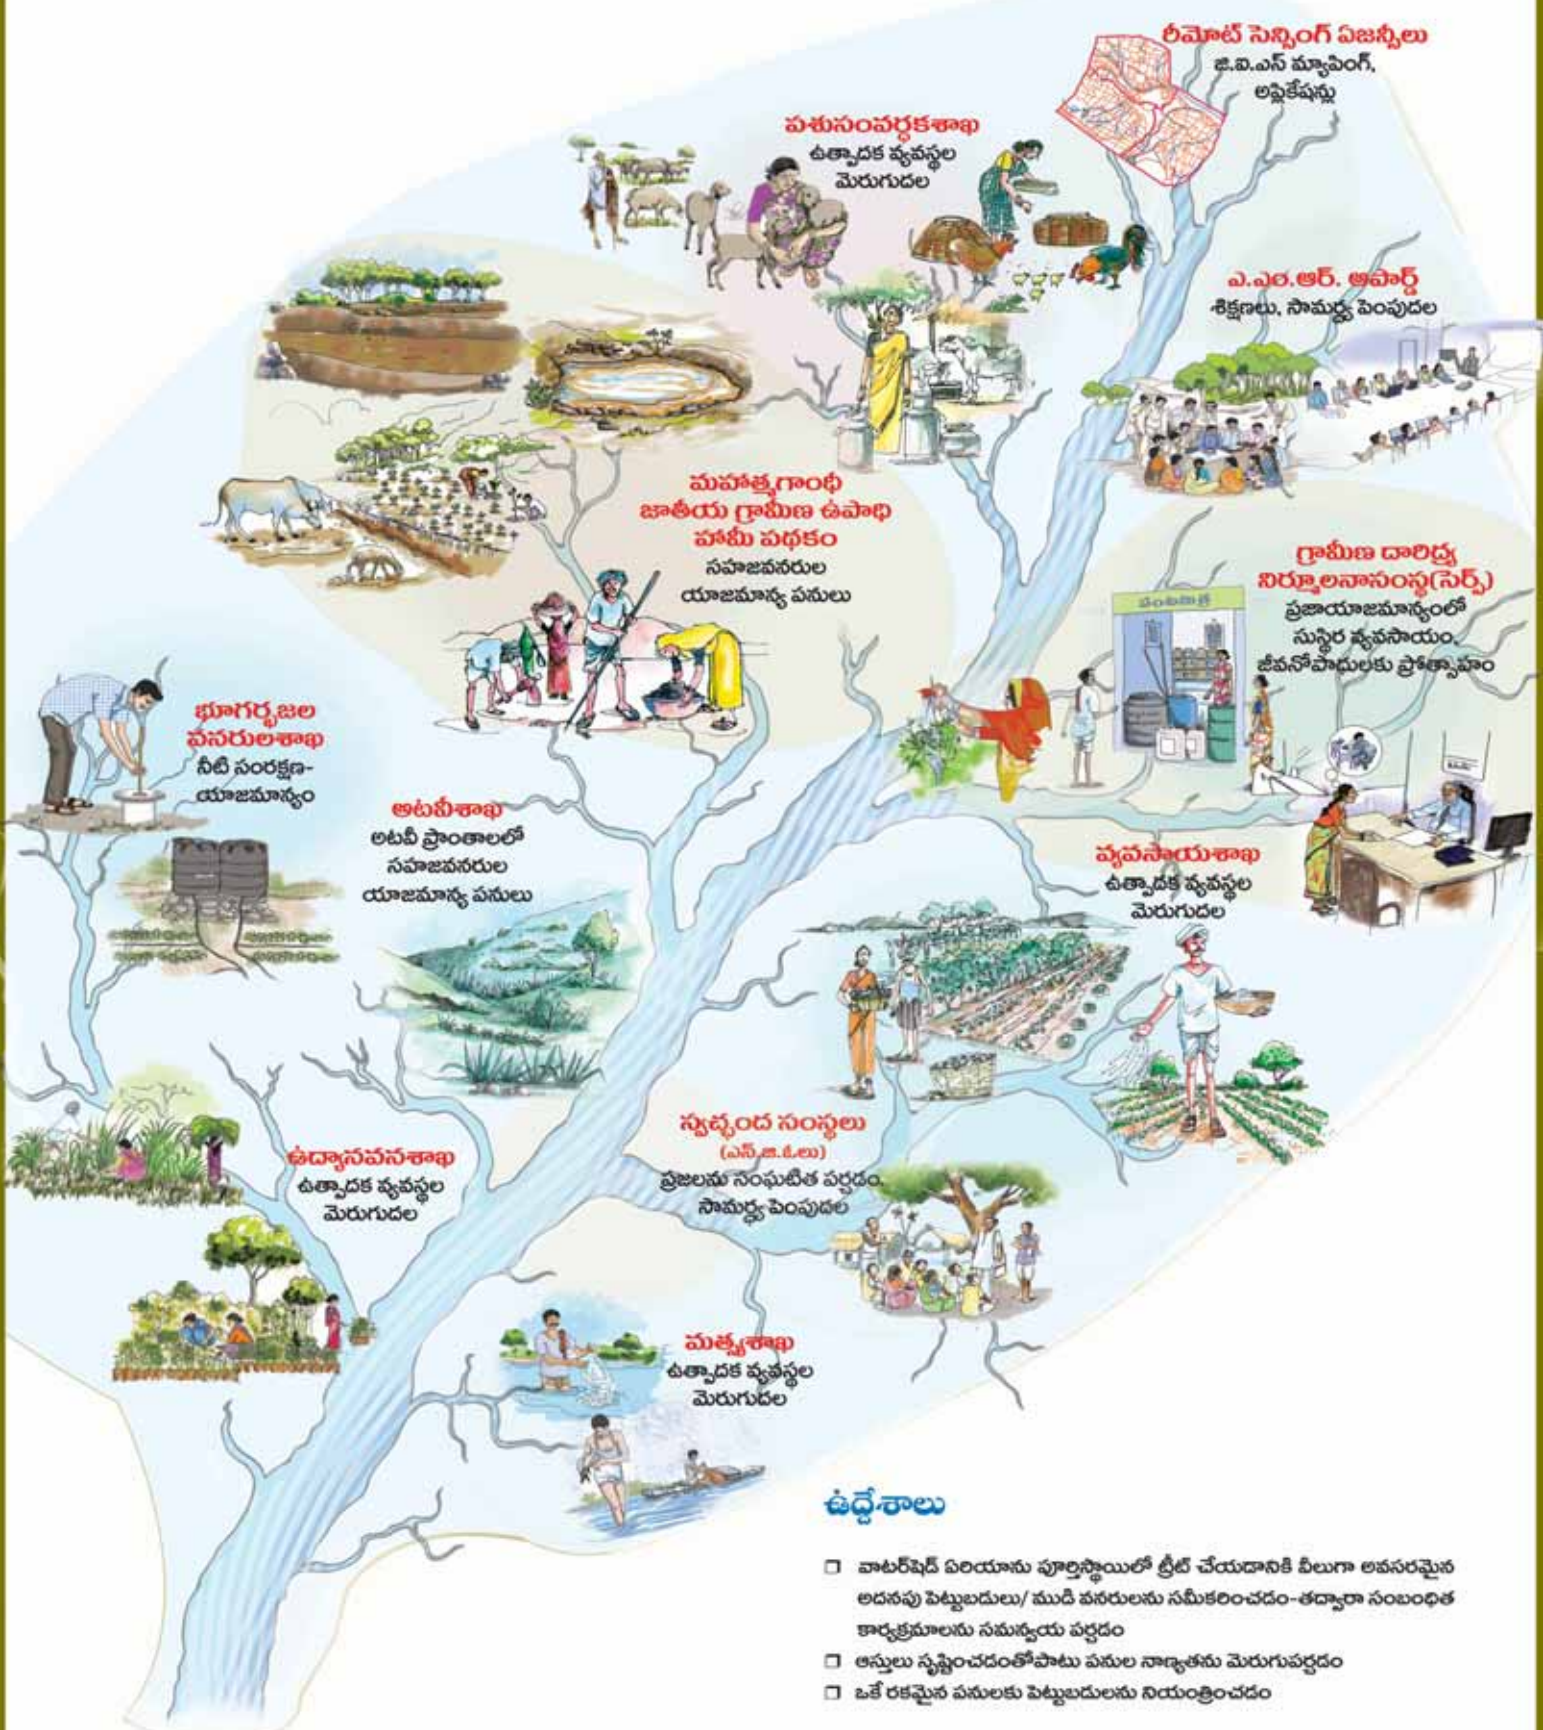 రిమోట్ సెన్సింగ్ ఏజన్సీలు
జి.ఐ.ఎస్ మ్యాపింగ్,
అప్లికేషన్లు
పశుసంవర్ధకశాఖ
ఉత్పాదక వ్యవస్థల
మెరుగుదల
ఎ.ఎం.ఆర్. అపార్డ్
శిక్షణలు, సామర్థ్య పెంపుదల
మహాత్మగాంధీ
జాతీయ గ్రామీణ ఉపాధి
హామీ పథకం
సహజవనరుల
యాజమాన్య పనులు
గ్రామీణ దారిద్ర్య
నిర్మూలనాసంస్థ(సెర్ప్)
ప్రజాయాజమాన్యంలో
సుస్థిర వ్యవసాయం,
జీవనోపాధులకు ప్రోత్సాహం
భూగర్భజల
వనరులశాఖ
నీటి సంరక్షణ-
యాజమాన్యం
అటవీశాఖ
అటవీ ప్రాంతాలలో
సహజవనరుల
యాజమాన్య పనులు
వ్యవసాయశాఖ
ఉత్పాదక వ్యవస్థల
మెరుగుదల
స్వచ్ఛంద సంస్థలు
(ఎన్.జి.ఓ.లు)
ప్రజలను సంఘటిత పర్చడం,
సామర్థ్య పెంపుదల
ఉద్యానవనశాఖ
ఉత్పాదక వ్యవస్థల
మెరుగుదల
మత్స్యశాఖ
ఉత్పాదక వ్యవస్థల
మెరుగుదల
ఉద్దేశాలు
❒ వాటర్‌షెడ్ ఏరియాను పూర్తిస్థాయిలో ట్రీట్ చేయడానికి వీలుగా అవసరమైన
అదనపు పెట్టుబడులు/ ముడి వనరులను సమీకరించడం-తద్వారా సంబంధిత
కార్యక్రమాలను సమన్వయ పర్చడం
❒ ఆస్తులు సృష్టించడంతోపాటు పనుల నాణ్యతను మెరుగుపర్చడం
❒ ఒకే రకమైన పనులకు పెట్టుబడులను నియంత్రించడం